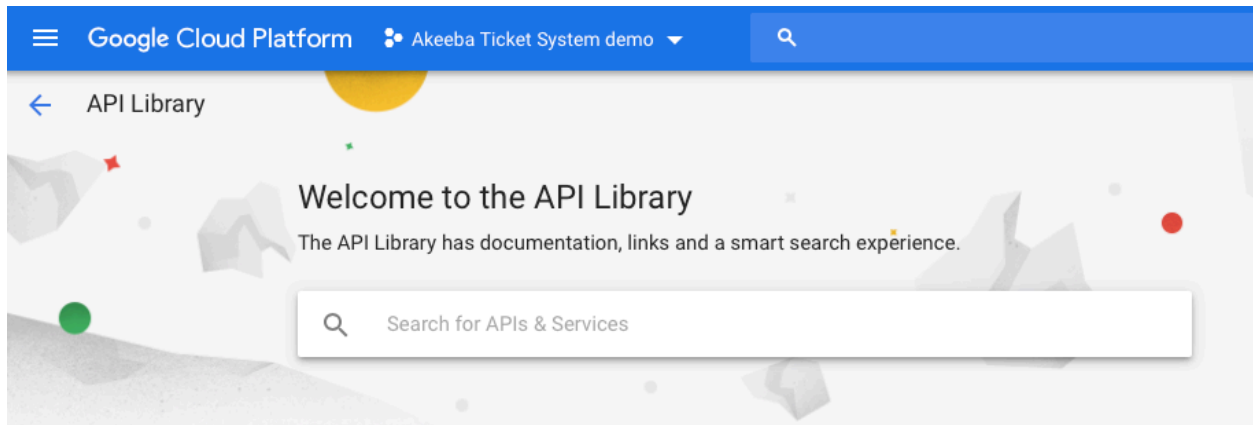 Google Cloud Platform Akeeba Ticket System demo
API Library
Welcome to the API Library
The API Library has documentation, links and a smart search experience.
Search for APIs & Services